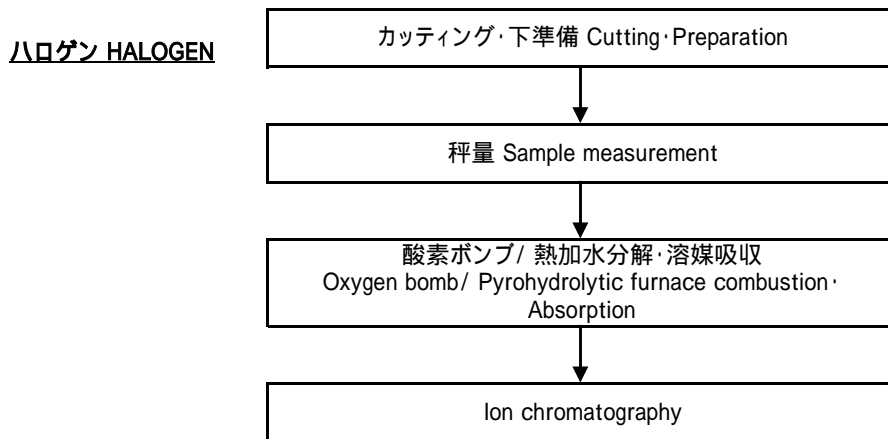 ハロゲン HALOGEN
カッティング・下準備 Cutting・Preparation
秤量 Sample measurement
酸素ボンブ/ 熱加水分解・溶媒吸収
Oxygen bomb/ Pyrohydrolytic furnace combustion・
Absorption
Ion chromatography